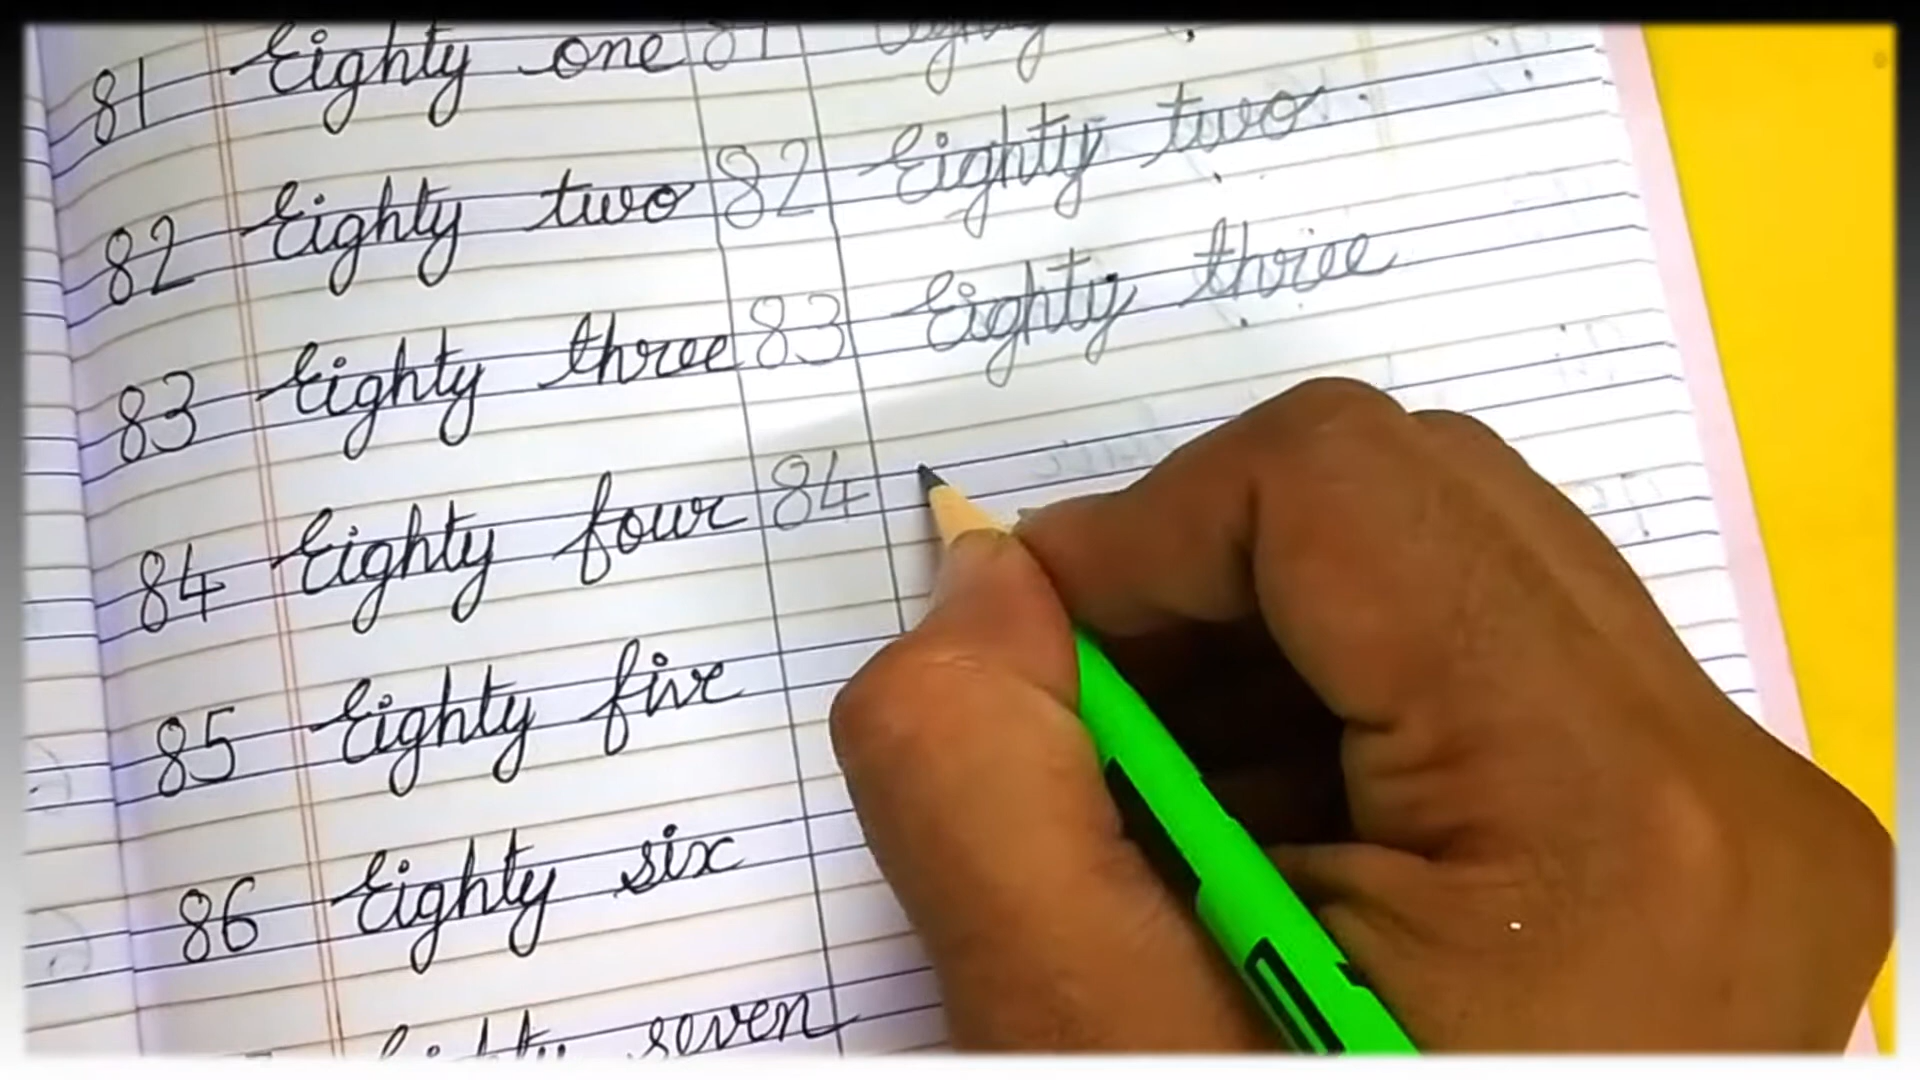 81 Eighty one 81
82 Eighty two 82 Eighty two
83 Eighty three 83 Eighty three
84 Eighty four 84
85 Eighty five
86 Eighty six
seven